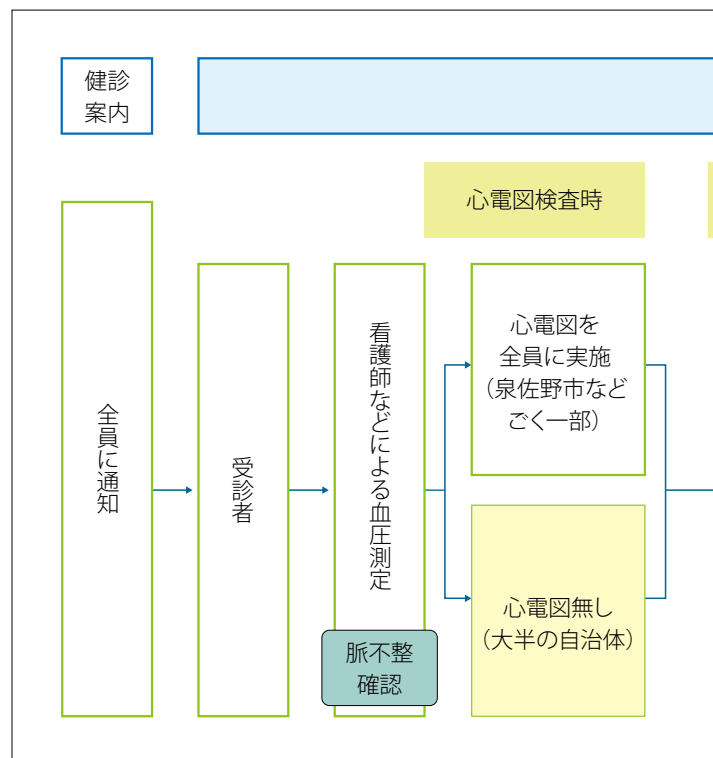 健診
案内
心電図検査時
全員に通知
受診者
看護師などによる血圧測定
脈不整
確認
心電図を
全員に実施
（泉佐野市など
ごく一部）
心電図無し
（大半の自治体）